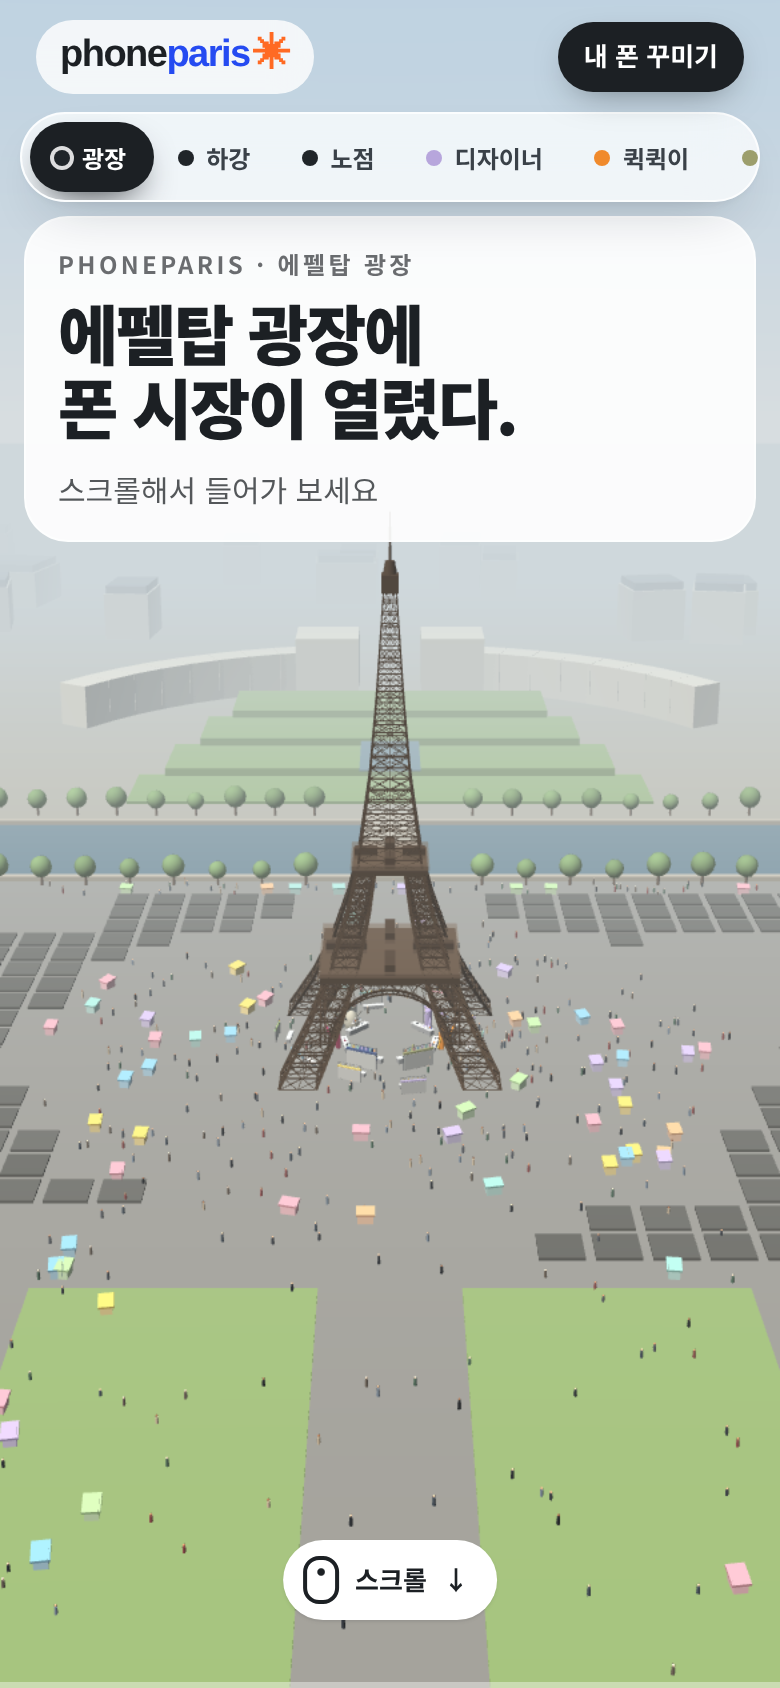 phoneparis
내 폰 꾸미기
광장
하강
노점
디자이너
퀵퀵이
PHONEPARIS · 에펠탑 광장
에펠탑 광장에
폰 시장이 열렸다.
스크롤해서 들어가 보세요
스크롤 ↓